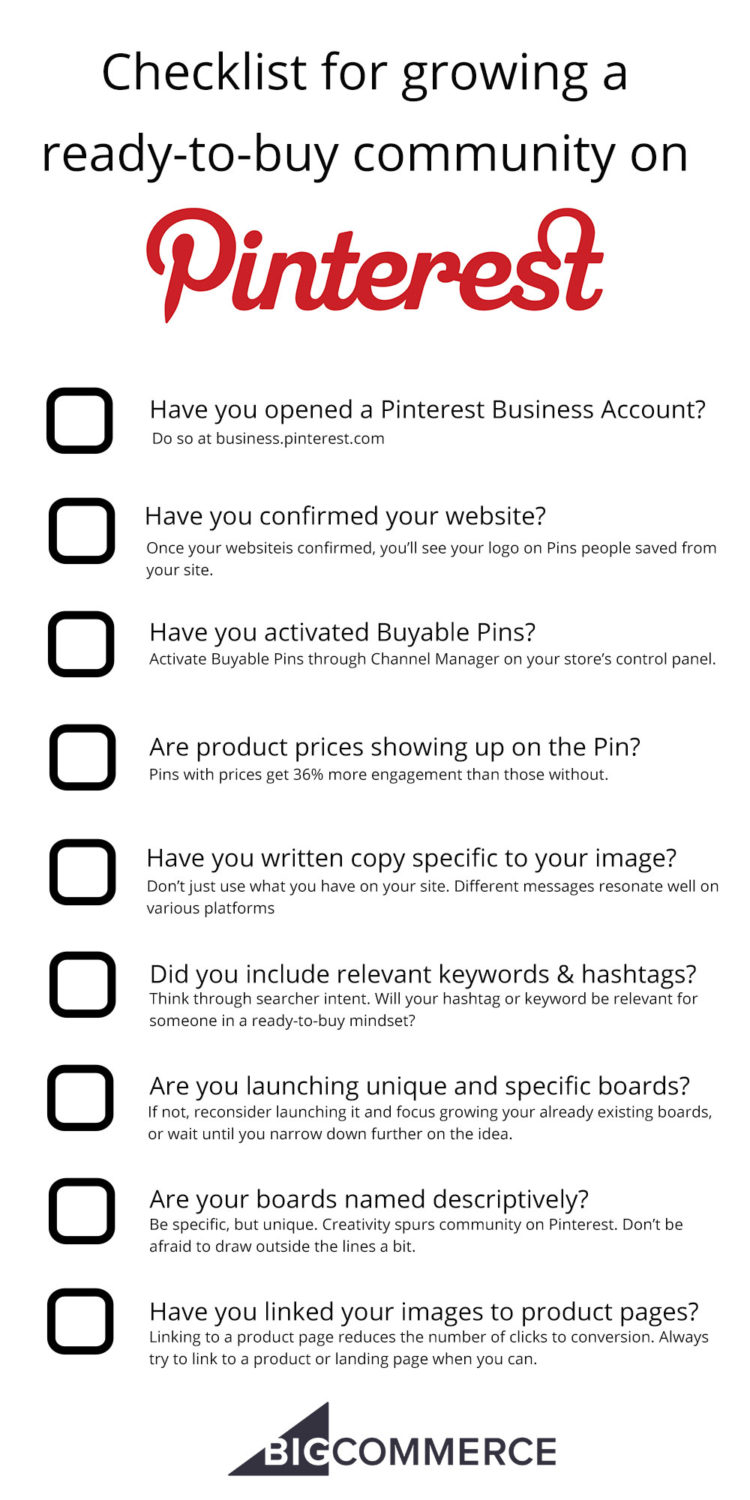 Checklist for growing a
ready-to-buy community on
Pinterest
Have you opened a Pinterest Business Account?
Do so at business.pinterest.com
Have you confirmed your website?
Once your websiteis confirmed, you’ll see your logo on Pins people saved from
your site.
Have you activated Buyable Pins?
Activate Buyable Pins through Channel Manager on your store’s control panel.
Are product prices showing up on the Pin?
Pins with prices get 36% more engagement than those without.
Have you written copy specific to your image?
Don’t just use what you have on your site. Different messages resonate well on
various platforms
Did you include relevant keywords & hashtags?
Think through searcher intent. Will your hashtag or keyword be relevant for
someone in a ready-to-buy mindset?
Are you launching unique and specific boards?
If not, reconsider launching it and focus growing your already existing boards,
or wait until you narrow down further on the idea.
Are your boards named descriptively?
Be specific, but unique. Creativity spurs community on Pinterest. Don’t be
afraid to draw outside the lines a bit.
Have you linked your images to product pages?
Linking to a product page reduces the number of clicks to conversion. Always
try to link to a product or landing page when you can.
BIGCOMMERCE